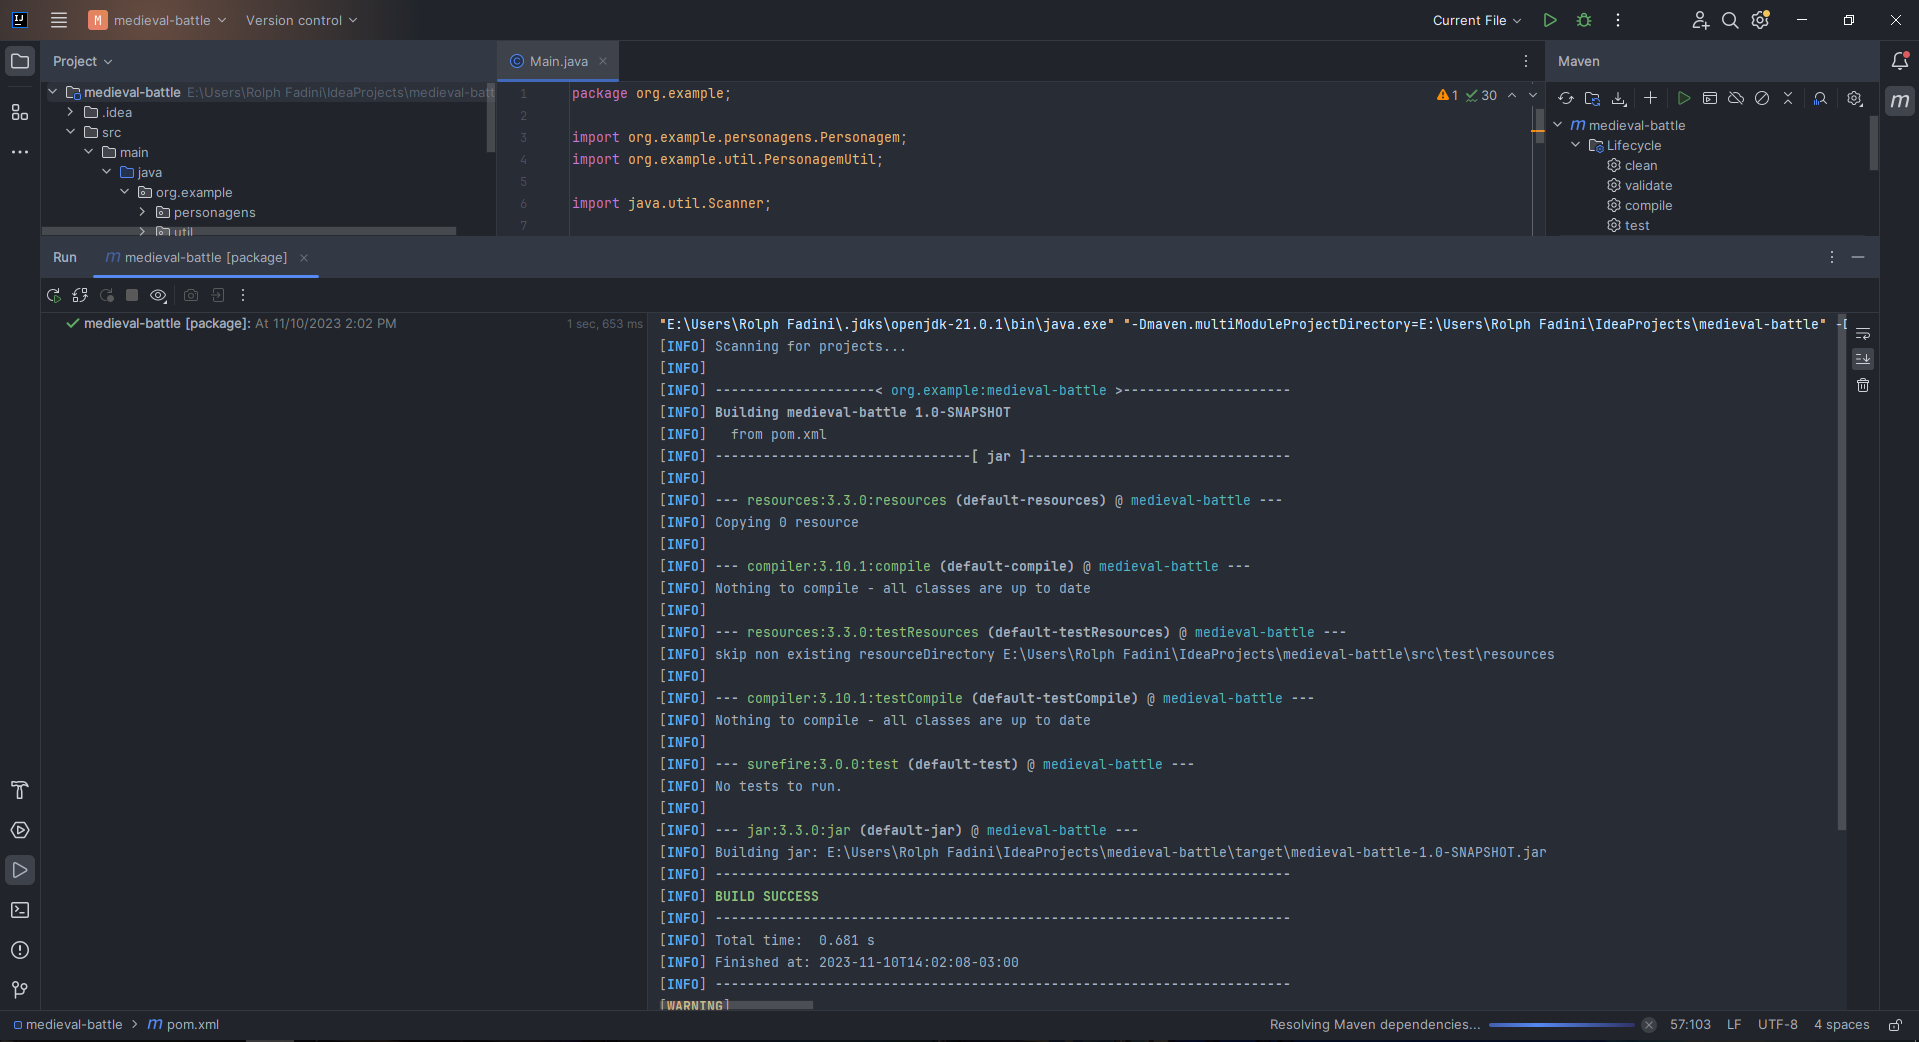 M medieval-battle Version control Current File
Project
Main.java
Maven
medieval-battle E:\Users\Rolph Fadini\IdeaProjects\medieval-batt
.idea
src
main
java
org.example
personagens
util
1 package org.example;
2
3 import org.example.personagens.Personagem;
4 import org.example.util.PersonagemUtil;
5
6 import java.util.Scanner;
7
1 30
m
medieval-battle
Lifecycle
clean
validate
compile
test
Run medieval-battle [package]
medieval-battle [package]: At 11/10/2023 2:02 PM 1 sec, 653 ms
"E:\Users\Rolph Fadini\.jdks\openjdk-21.0.1\bin\java.exe" "-Dmaven.multiModuleProjectDirectory=E:\Users\Rolph Fadini\IdeaProjects\medieval-battle" -D
[INFO] Scanning for projects...
[INFO]
[INFO] --------------------< org.example:medieval-battle >---------------------
[INFO] Building medieval-battle 1.0-SNAPSHOT
[INFO]   from pom.xml
[INFO] --------------------------------[ jar ]---------------------------------
[INFO]
[INFO] --- resources:3.3.0:resources (default-resources) @ medieval-battle ---
[INFO] Copying 0 resource
[INFO]
[INFO] --- compiler:3.10.1:compile (default-compile) @ medieval-battle ---
[INFO] Nothing to compile - all classes are up to date
[INFO]
[INFO] --- resources:3.3.0:testResources (default-testResources) @ medieval-battle ---
[INFO] skip non existing resourceDirectory E:\Users\Rolph Fadini\IdeaProjects\medieval-battle\src\test\resources
[INFO]
[INFO] --- compiler:3.10.1:testCompile (default-testCompile) @ medieval-battle ---
[INFO] Nothing to compile - all classes are up to date
[INFO]
[INFO] --- surefire:3.0.0:test (default-test) @ medieval-battle ---
[INFO] No tests to run.
[INFO]
[INFO] --- jar:3.3.0:jar (default-jar) @ medieval-battle ---
[INFO] Building jar: E:\Users\Rolph Fadini\IdeaProjects\medieval-battle\target\medieval-battle-1.0-SNAPSHOT.jar
[INFO] ------------------------------------------------------------------------
[INFO] BUILD SUCCESS
[INFO] ------------------------------------------------------------------------
[INFO] Total time:  0.681 s
[INFO] Finished at: 2023-11-10T14:02:08-03:00
[INFO] ------------------------------------------------------------------------
[WARNING]
medieval-battle > m pom.xml Resolving Maven dependencies... 57:103 LF UTF-8 4 spaces